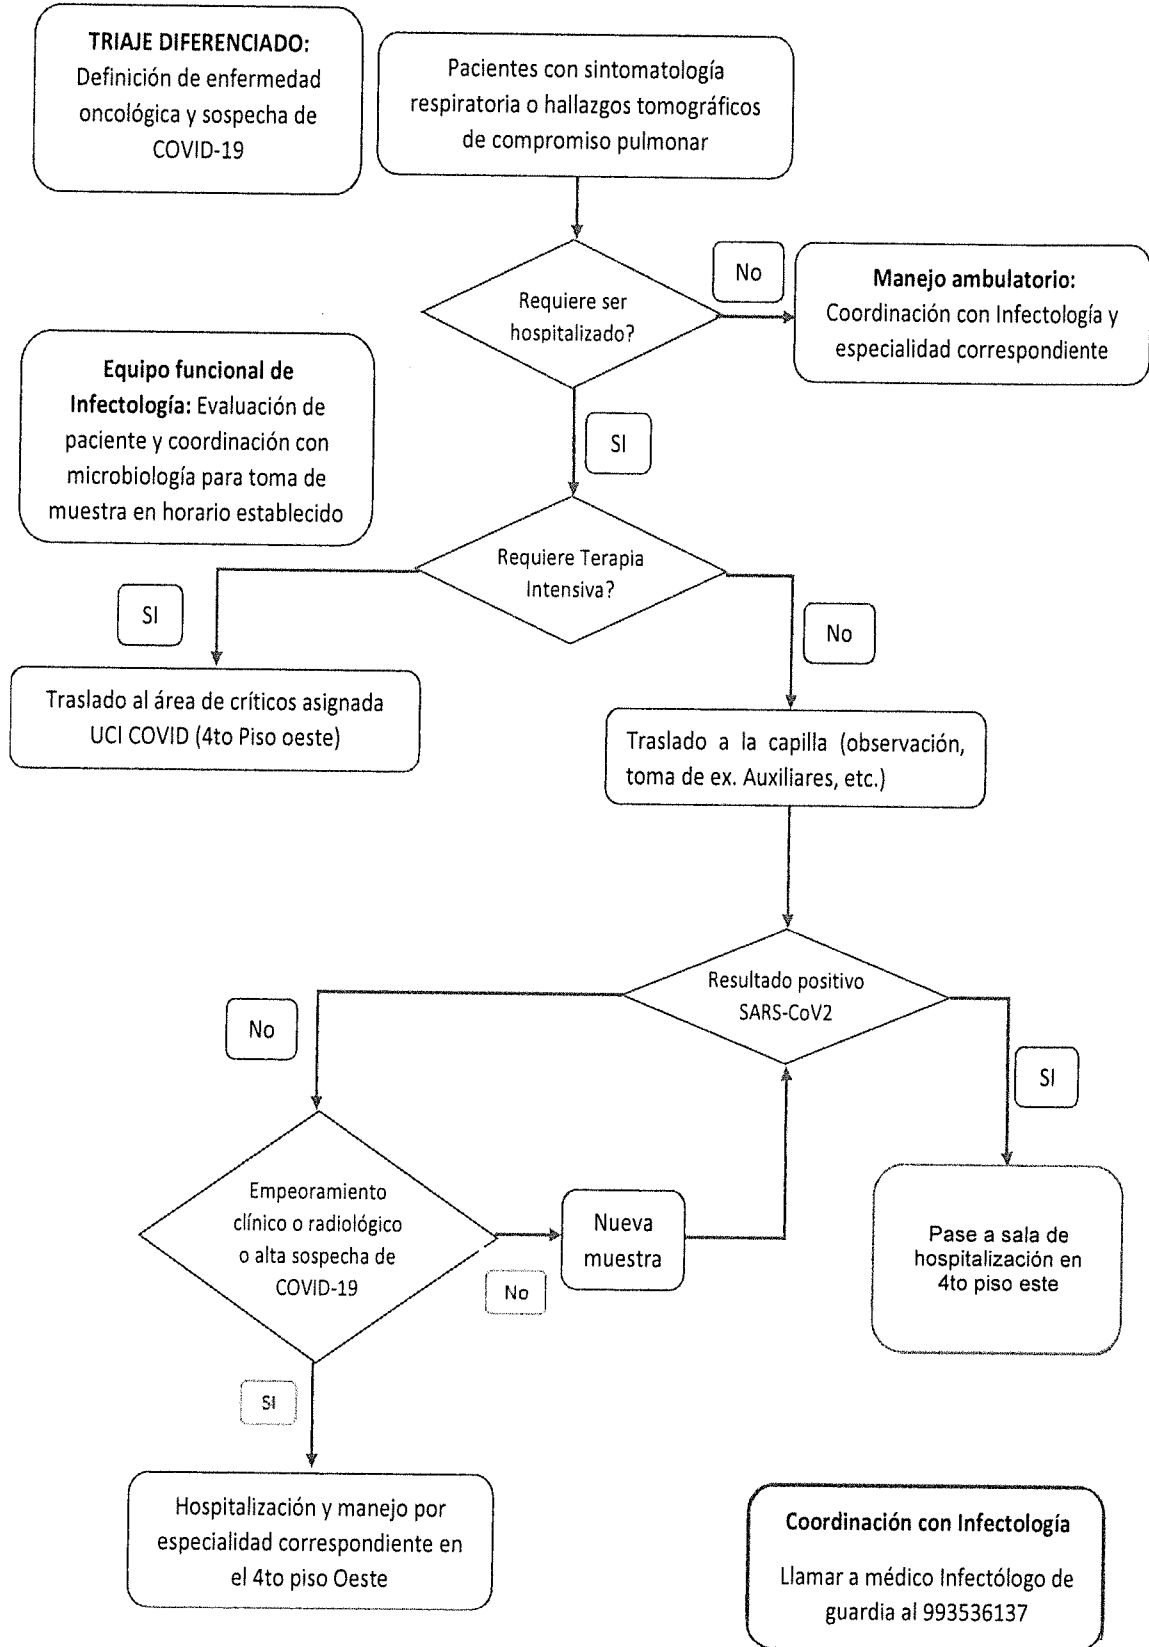 TRIAJE DIFERENCIADO:
Definición de enfermedad
oncológica y sospecha de
COVID-19
Pacientes con sintomatología
respiratoria o hallazgos tomográficos
de compromiso pulmonar
Requiere ser
hospitalizado?
No
Manejo ambulatorio:
Coordinación con Infectología y
especialidad correspondiente
Equipo funcional de
Infectología: Evaluación de
paciente y coordinación con
microbiología para toma de
muestra en horario establecido
SI
Requiere Terapia
Intensiva?
SI
No
Traslado al área de críticos asignada
UCI COVID (4to Piso oeste)
Traslado a la capilla (observación,
toma de ex. Auxiliares, etc.)
Resultado positivo
SARS-CoV2
No
SI
Empeoramiento
clínico o radiológico
o alta sospecha de
COVID-19
No
Nueva
muestra
Pase a sala de
hospitalización en
4to piso este
SI
Hospitalización y manejo por
especialidad correspondiente en
el 4to piso Oeste
Coordinación con Infectología
Llamar a médico Infectólogo de
guardia al 993536137